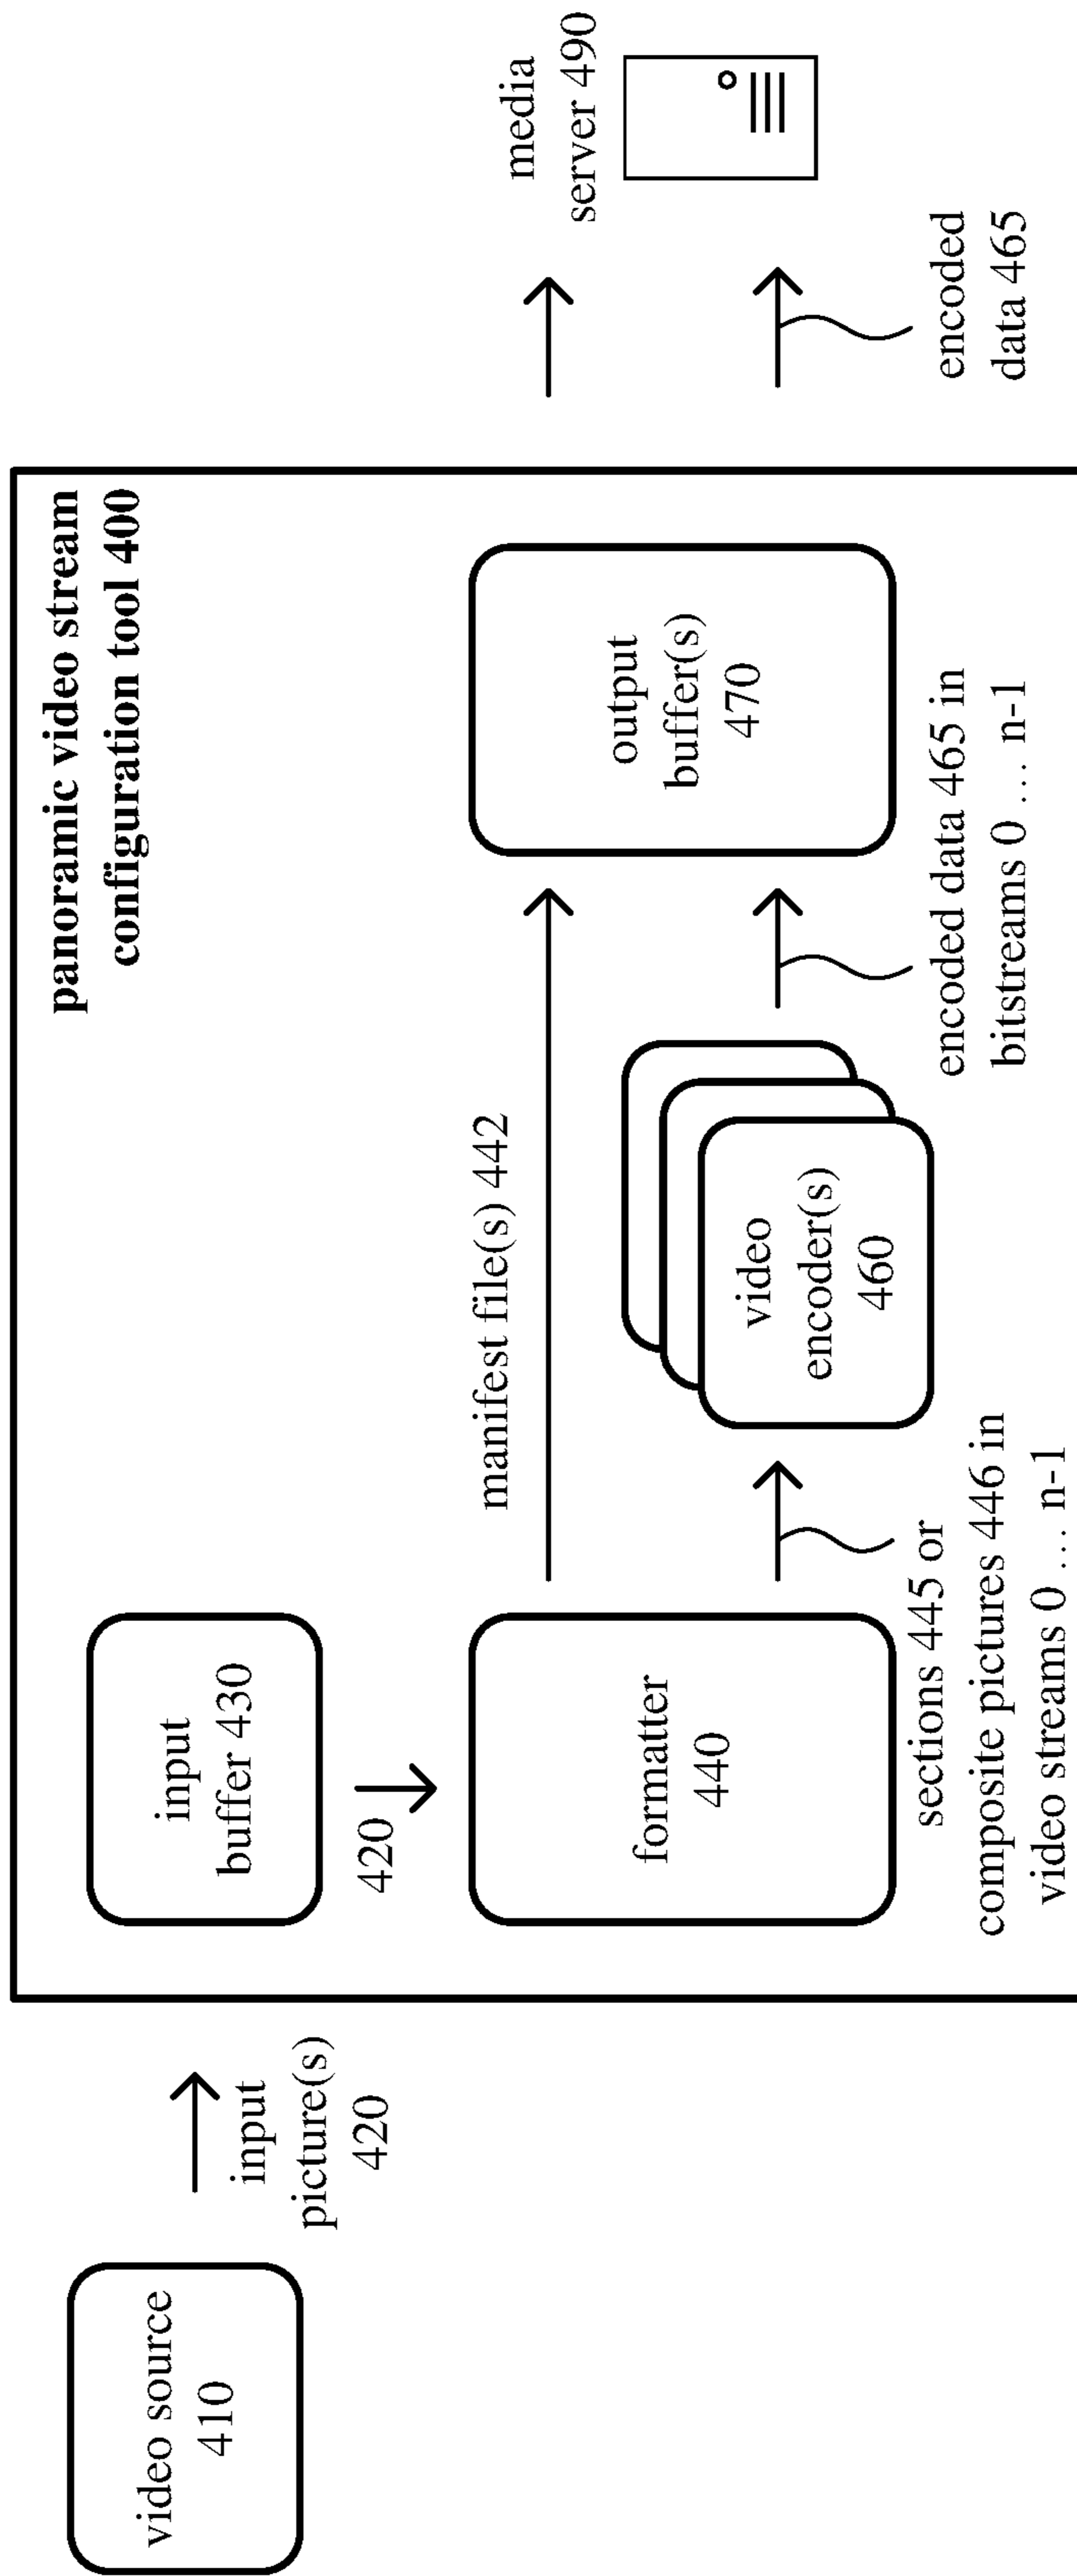 panoramic video stream
configuration tool 400
video source
410
input
picture(s)
420
input
buffer 430
420
formatter
440
manifest file(s) 442
sections 445 or
composite pictures 446 in
video streams 0 … n-1
video
encoder(s)
460
encoded data 465 in
bitstreams 0 … n-1
output
buffer(s)
470
encoded
data 465
media
server 490